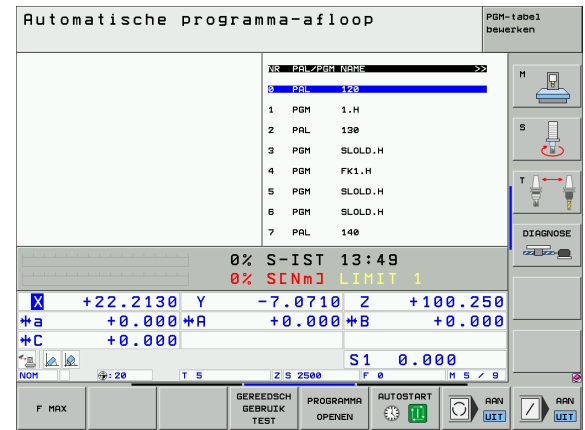 Automatische programma-afloop
PGM-tabel
bewerken
NR PAL/PGM NAME >>
0 PAL 120
1 PGM 1.H
2 PAL 130
3 PGM SLOLD.H
4 PGM FK1.H
5 PGM SLOLD.H
6 PGM SLOLD.H
7 PAL 140
M
S
T
DIAGNOSE
0% S-IST 13:49
0% S[Nm] LIMIT 1
X +22.2130 Y -7.0710 Z +100.250
a +0.000 A +0.000 B +0.000
C +0.000
S1 0.000
NOM :20 T 5 Z S 2500 F 0 M 5 / 9
F MAX
GEREEDSCH
GEBRUIK
TEST
PROGRAMMA
OPENEN
AUTOSTART
AAN
UIT
AAN
UIT